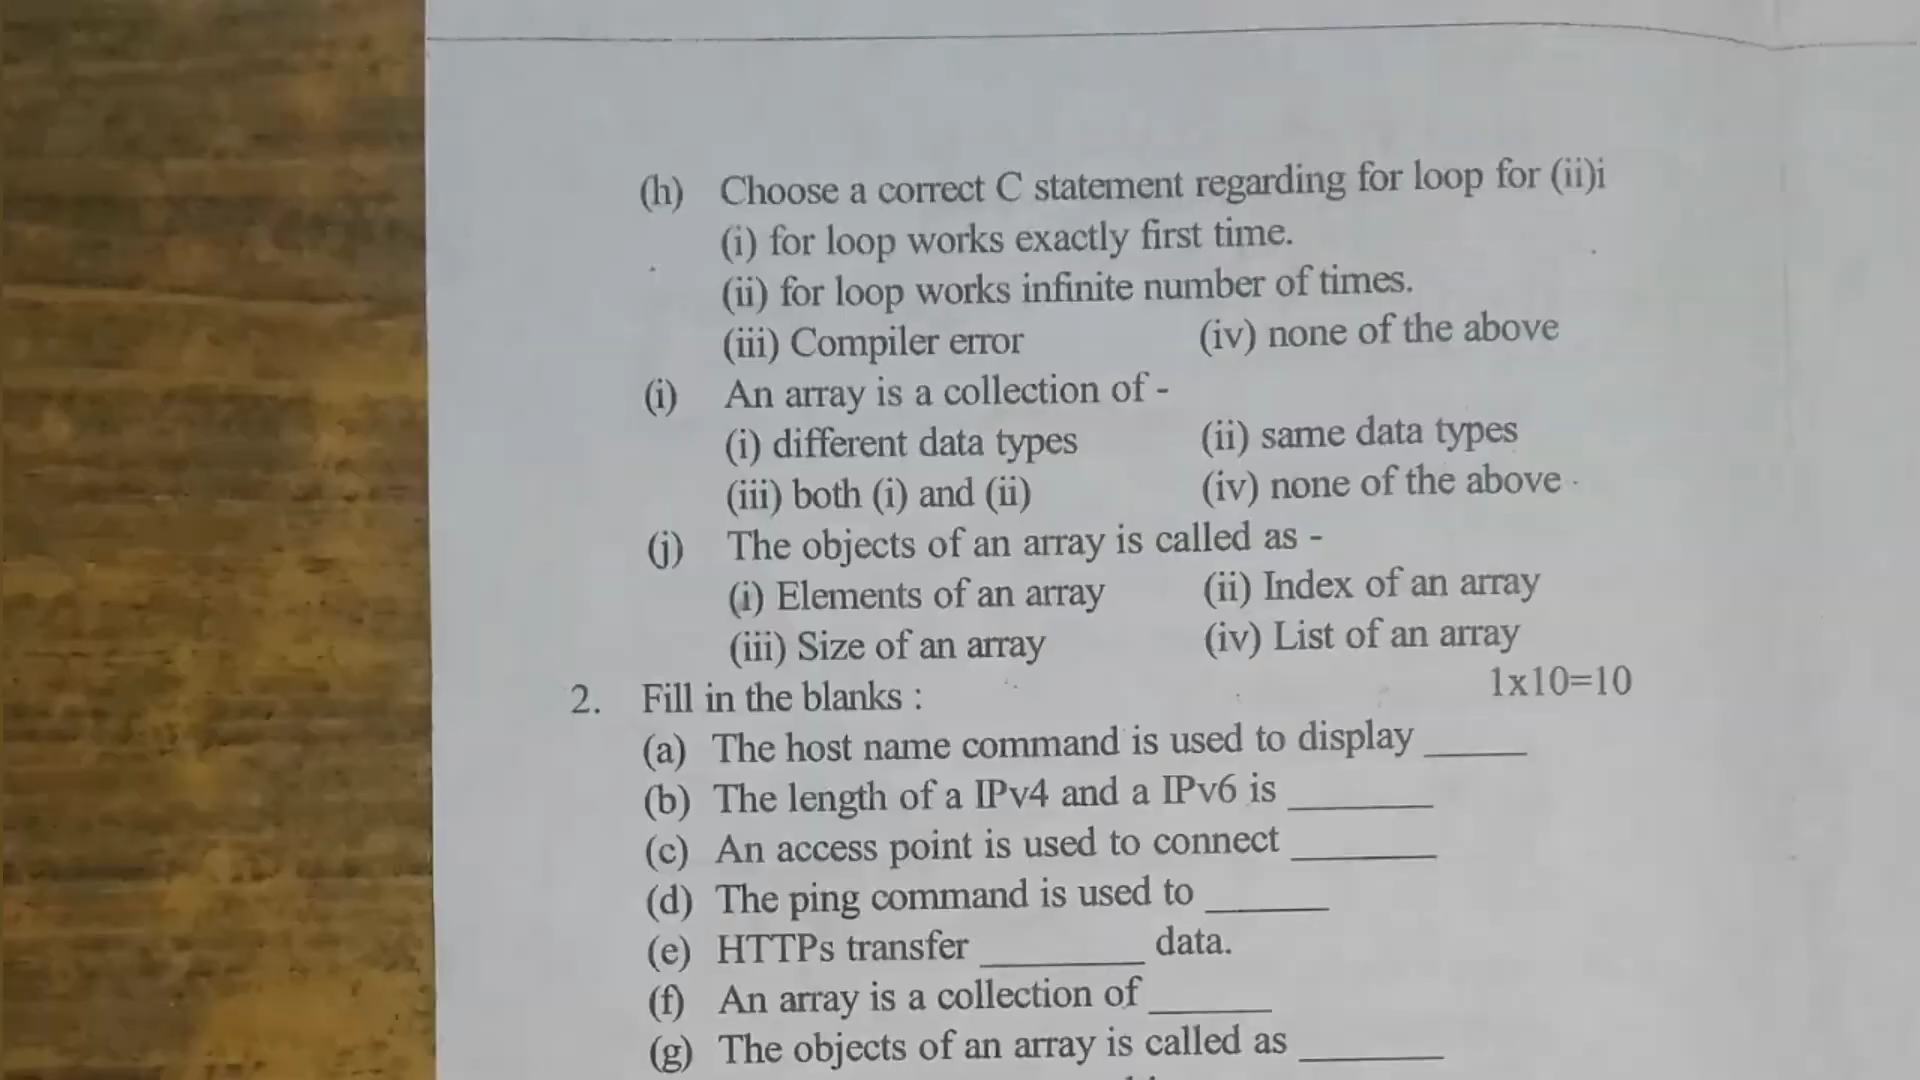 (h) Choose a correct C statement regarding for loop for (ii)i
(i) for loop works exactly first time.
(ii) for loop works infinite number of times.
(iii) Compiler error (iv) none of the above
(i) An array is a collection of -
(i) different data types (ii) same data types
(iii) both (i) and (ii) (iv) none of the above
(j) The objects of an array is called as -
(i) Elements of an array (ii) Index of an array
(iii) Size of an array (iv) List of an array
2. Fill in the blanks : 1x10=10
(a) The host name command is used to display _____
(b) The length of a IPv4 and a IPv6 is _______
(c) An access point is used to connect _______
(d) The ping command is used to ______
(e) HTTPs transfer ________ data.
(f) An array is a collection of ______
(g) The objects of an array is called as _______